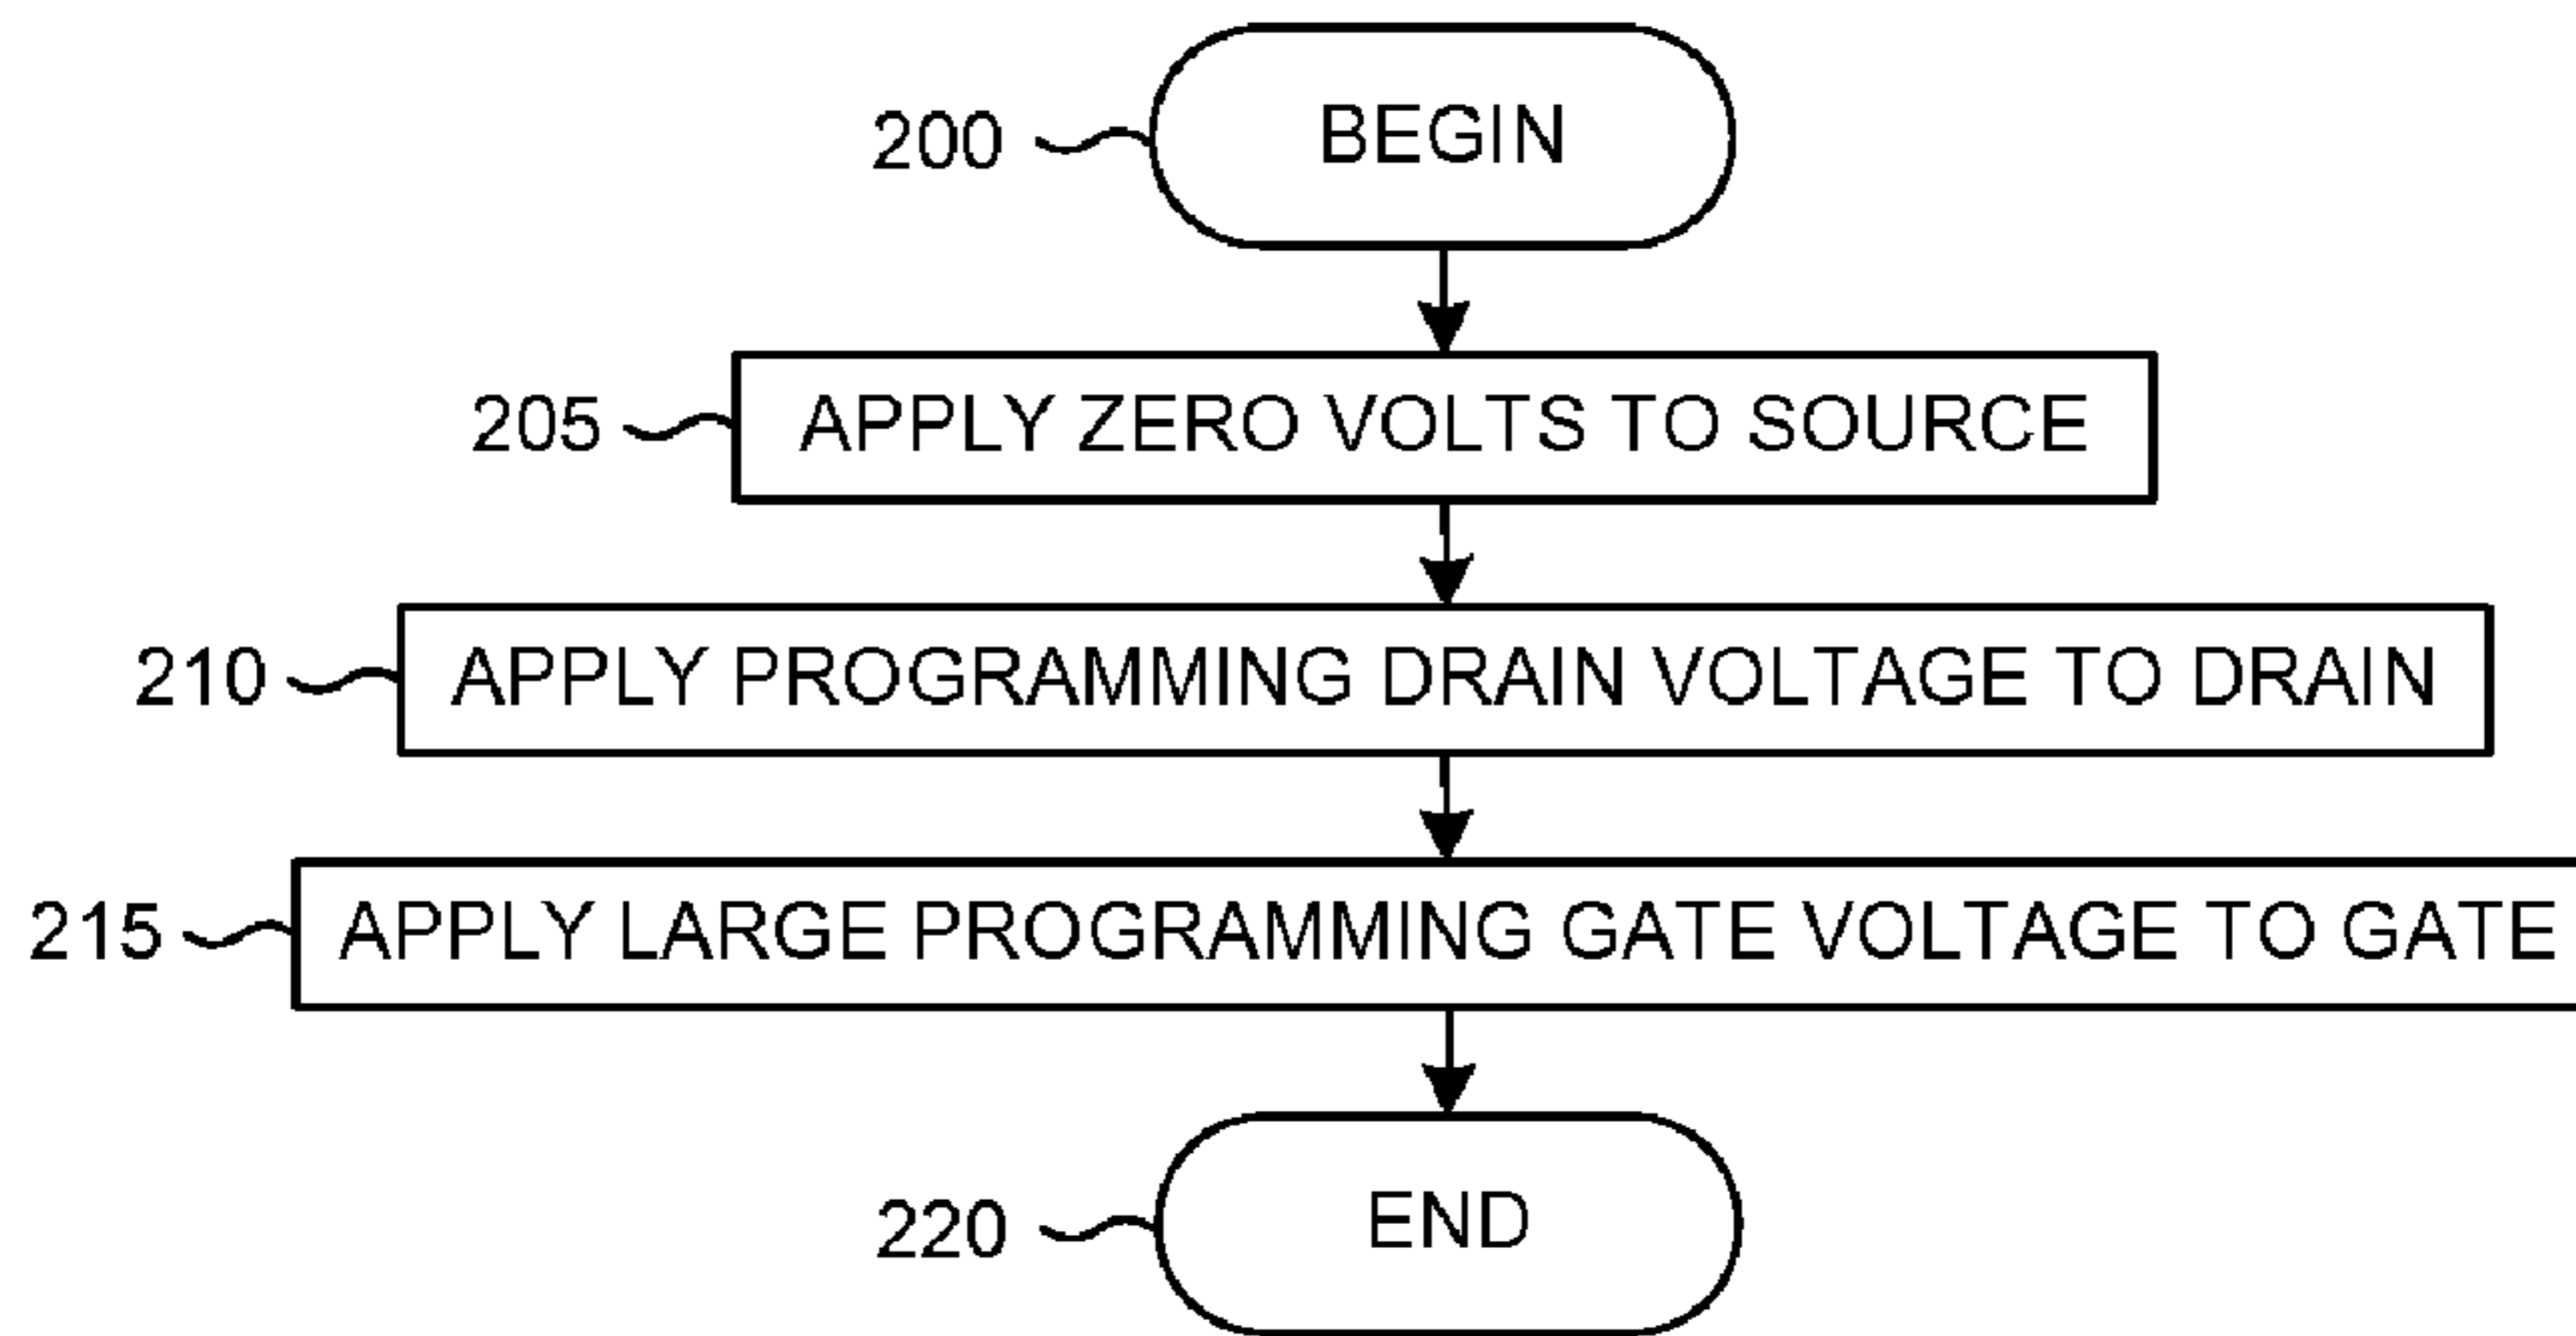 200 BEGIN
205 APPLY ZERO VOLTS TO SOURCE
210 APPLY PROGRAMMING DRAIN VOLTAGE TO DRAIN
215 APPLY LARGE PROGRAMMING GATE VOLTAGE TO GATE
220 END